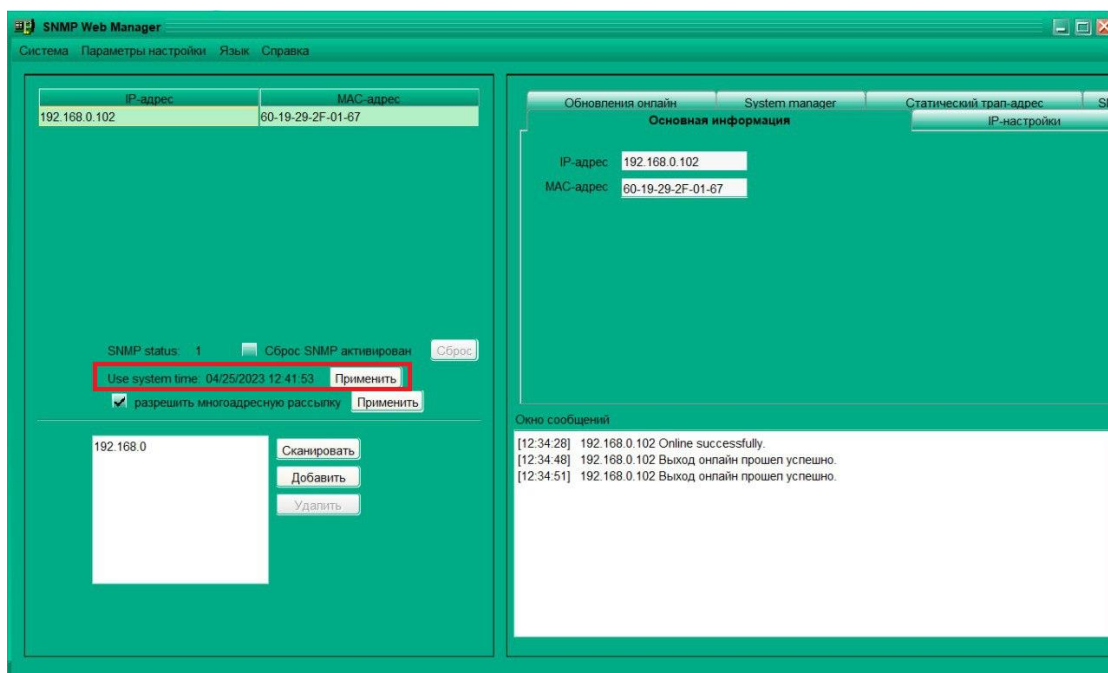 SNMP Web Manager
Система Параметры настройки Язык Справка
IP-адрес MAC-адрес
192.168.0.102 60-19-29-2F-01-67
SNMP status: 1 Сброс SNMP активирован Сброс
Use system time: 04/25/2023 12:41:53 Применить
разрешить многоадресную рассылку Применить
192.168.0
Сканировать
Добавить
Удалить
Обновления онлайн System manager Статический трап-адрес
Основная информация IP-настройки
IP-адрес 192.168.0.102
MAC-адрес 60-19-29-2F-01-67
Окно сообщений
[12:34:28] 192.168.0.102 Online successfully.
[12:34:48] 192.168.0.102 Выход онлайн прошел успешно.
[12:34:51] 192.168.0.102 Выход онлайн прошел успешно.